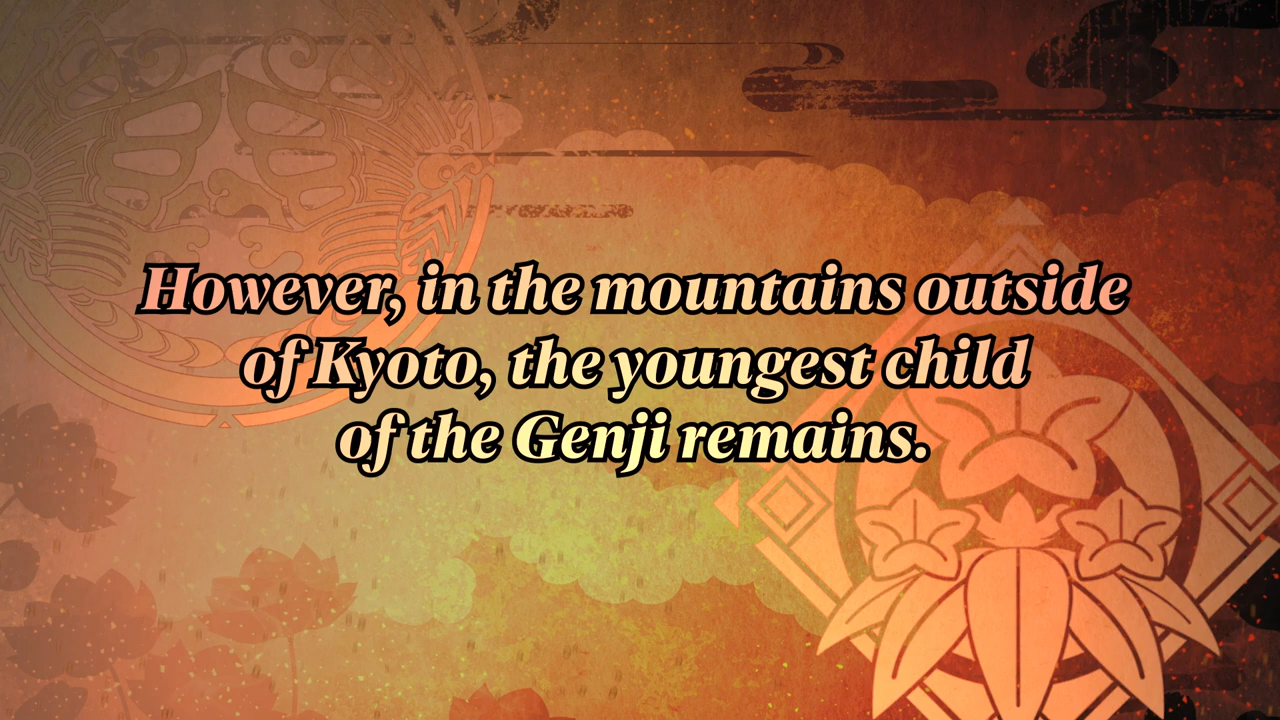 However, in the mountains outside
of Kyoto, the youngest child
of the Genji remains.